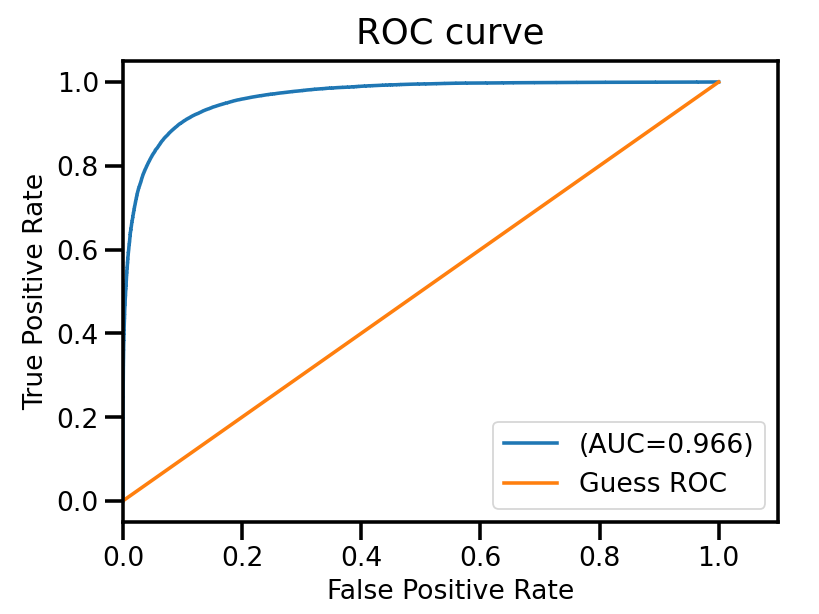 ROC curve
True Positive Rate
1.0
0.8
0.6
0.4
0.2
0.0
(AUC=0.966)
Guess ROC
0.0 0.2 0.4 0.6 0.8 1.0
False Positive Rate